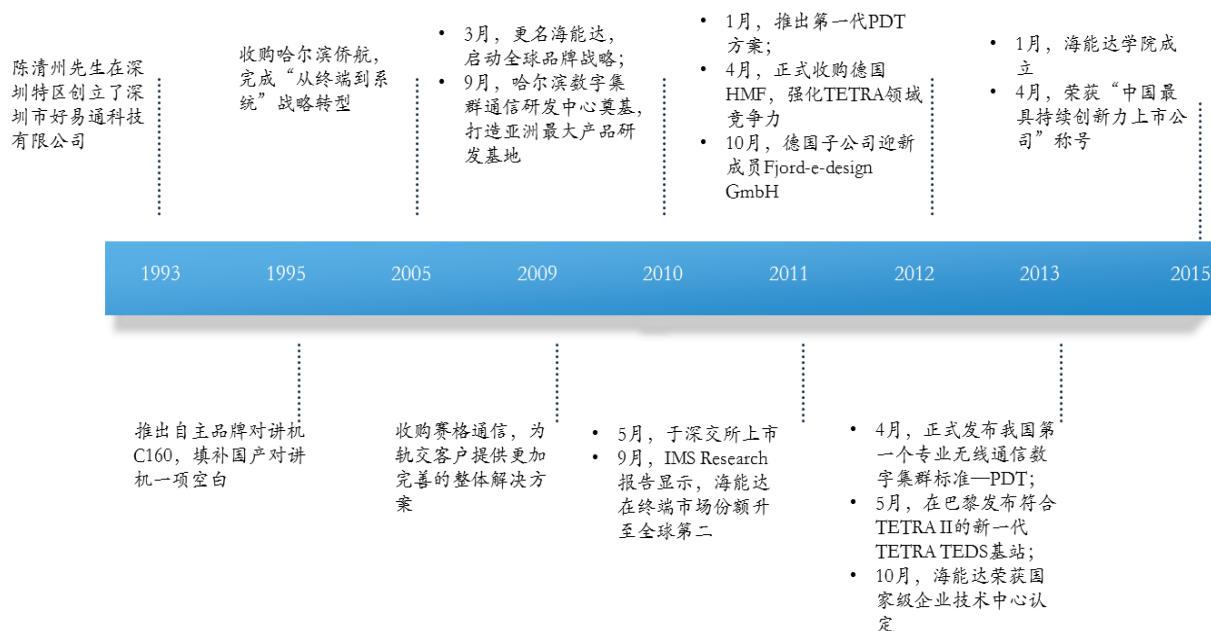 陈清州先生在深
圳特区创立了深
圳市好易通科技
有限公司
收购哈尔滨侨航，
完成“从终端到系
统”战略转型
• 3月，更名海能达，
启动全球品牌战略；
• 9月，哈尔滨数字集
群通信研发中心奠基，
打造亚洲最大产品研
发基地
• 1月，推出第一代PDT
方案；
• 4月，正式收购德国
HMF，强化TETRA领域
竞争力
• 10月，德国子公司迎新
成员Fjord-e-design
GmbH
• 1月，海能达学院成
立
• 4月，荣获“中国最
具持续创新力上市公
司”称号
1993 1995 2005 2009 2010 2011 2012 2013 2015
推出自主品牌对讲机
C160，填补国产对讲
机一项空白
收购赛格通信，为
轨交客户提供更加
完善的整体解决方
案
• 5月，于深交所上市
• 9月，IMS Research
报告显示，海能达
在终端市场份额升
至全球第二
• 4月，正式发布我国第
一个专业无线通信数
字集群标准—PDT；
• 5月，在巴黎发布符合
TETRA II的新一代
TETRA TEDS基站；
• 10月，海能达荣获国
家级企业技术中心认
定